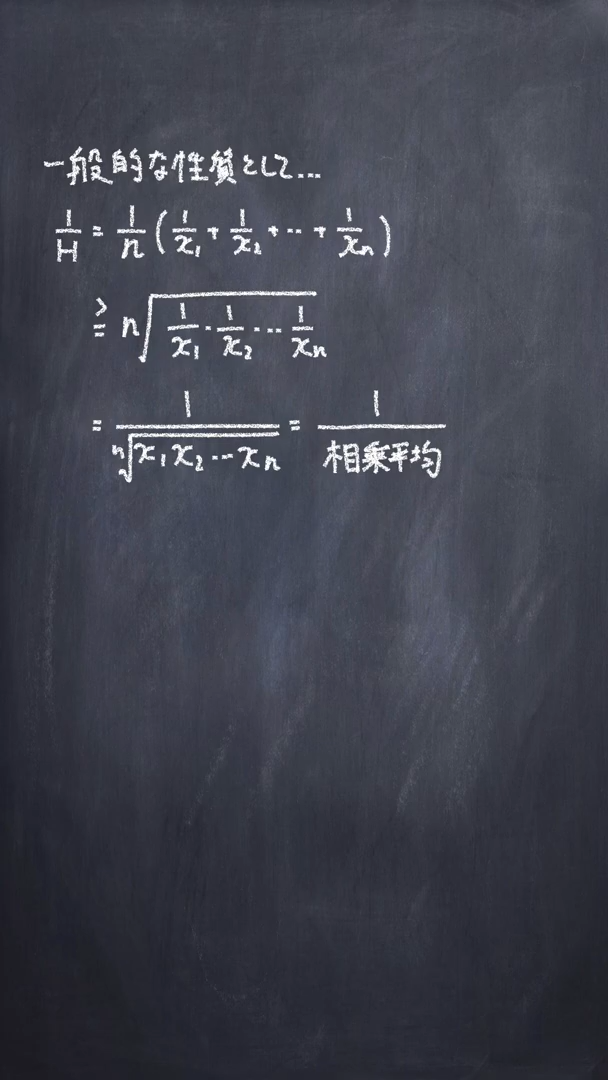 一般的な性質として...
1/H = 1/n (1/x₁ + 1/x₂ + ... + 1/xₙ)
≧ ⁿ√(1/x₁ · 1/x₂ ... 1/xₙ)
= 1/ⁿ√(x₁x₂...xₙ) = 1/相乗平均